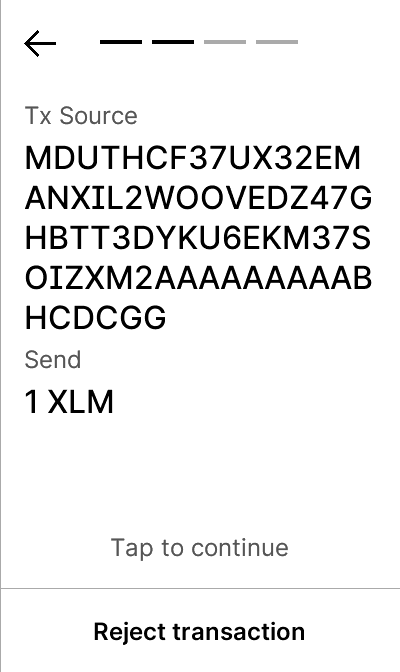 Tx Source
MDUTHCF37UX32EM
ANXIL2WOOVEDZ47G
HBTT3DYKU6EKM37S
OIZXM2AAAAAAAAAB
HCDCGG
Send
1 XLM
Tap to continue
Reject transaction